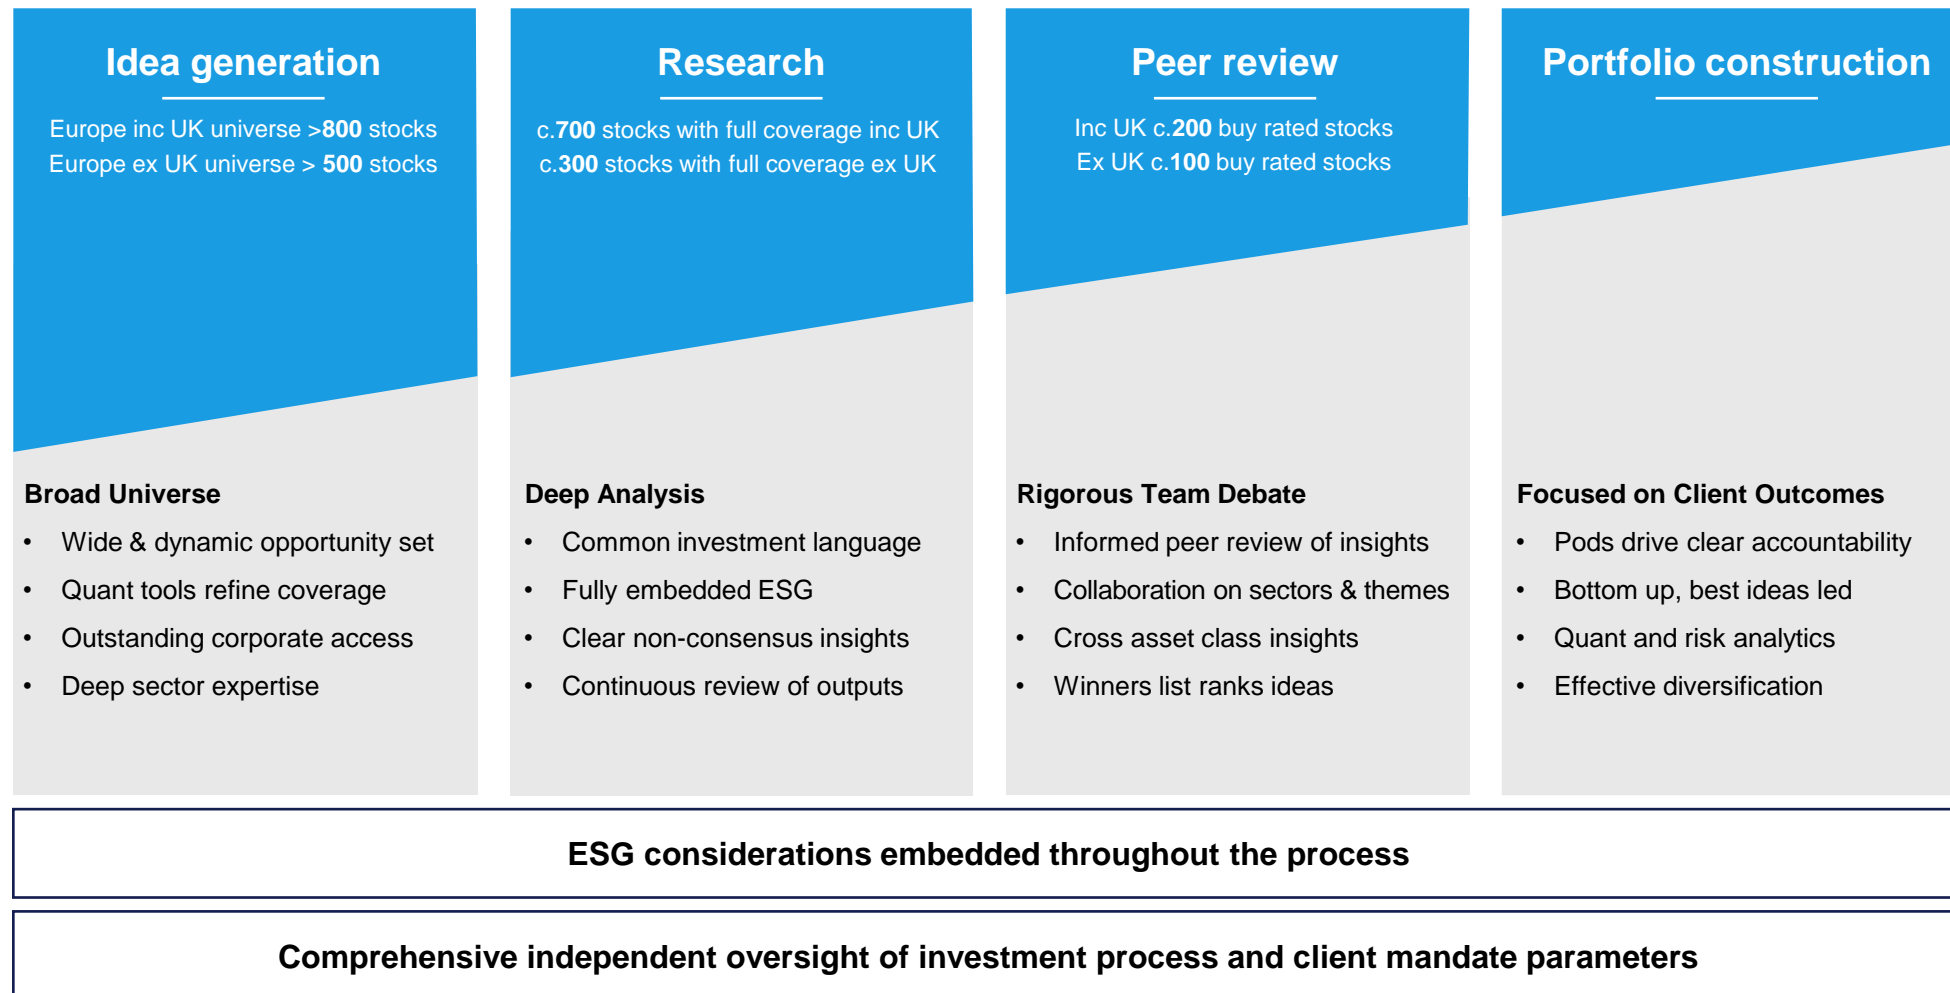 Idea generation
Europe inc UK universe >800 stocks
Europe ex UK universe > 500 stocks
Broad Universe
• Wide & dynamic opportunity set
• Quant tools refine coverage
• Outstanding corporate access
• Deep sector expertise
Research
c.700 stocks with full coverage inc UK
c.300 stocks with full coverage ex UK
Deep Analysis
• Common investment language
• Fully embedded ESG
• Clear non-consensus insights
• Continuous review of outputs
Peer review
Inc UK c.200 buy rated stocks
Ex UK c.100 buy rated stocks
Rigorous Team Debate
• Informed peer review of insights
• Collaboration on sectors & themes
• Cross asset class insights
• Winners list ranks ideas
Portfolio construction
Focused on Client Outcomes
• Pods drive clear accountability
• Bottom up, best ideas led
• Quant and risk analytics
• Effective diversification
ESG considerations embedded throughout the process
Comprehensive independent oversight of investment process and client mandate parameters